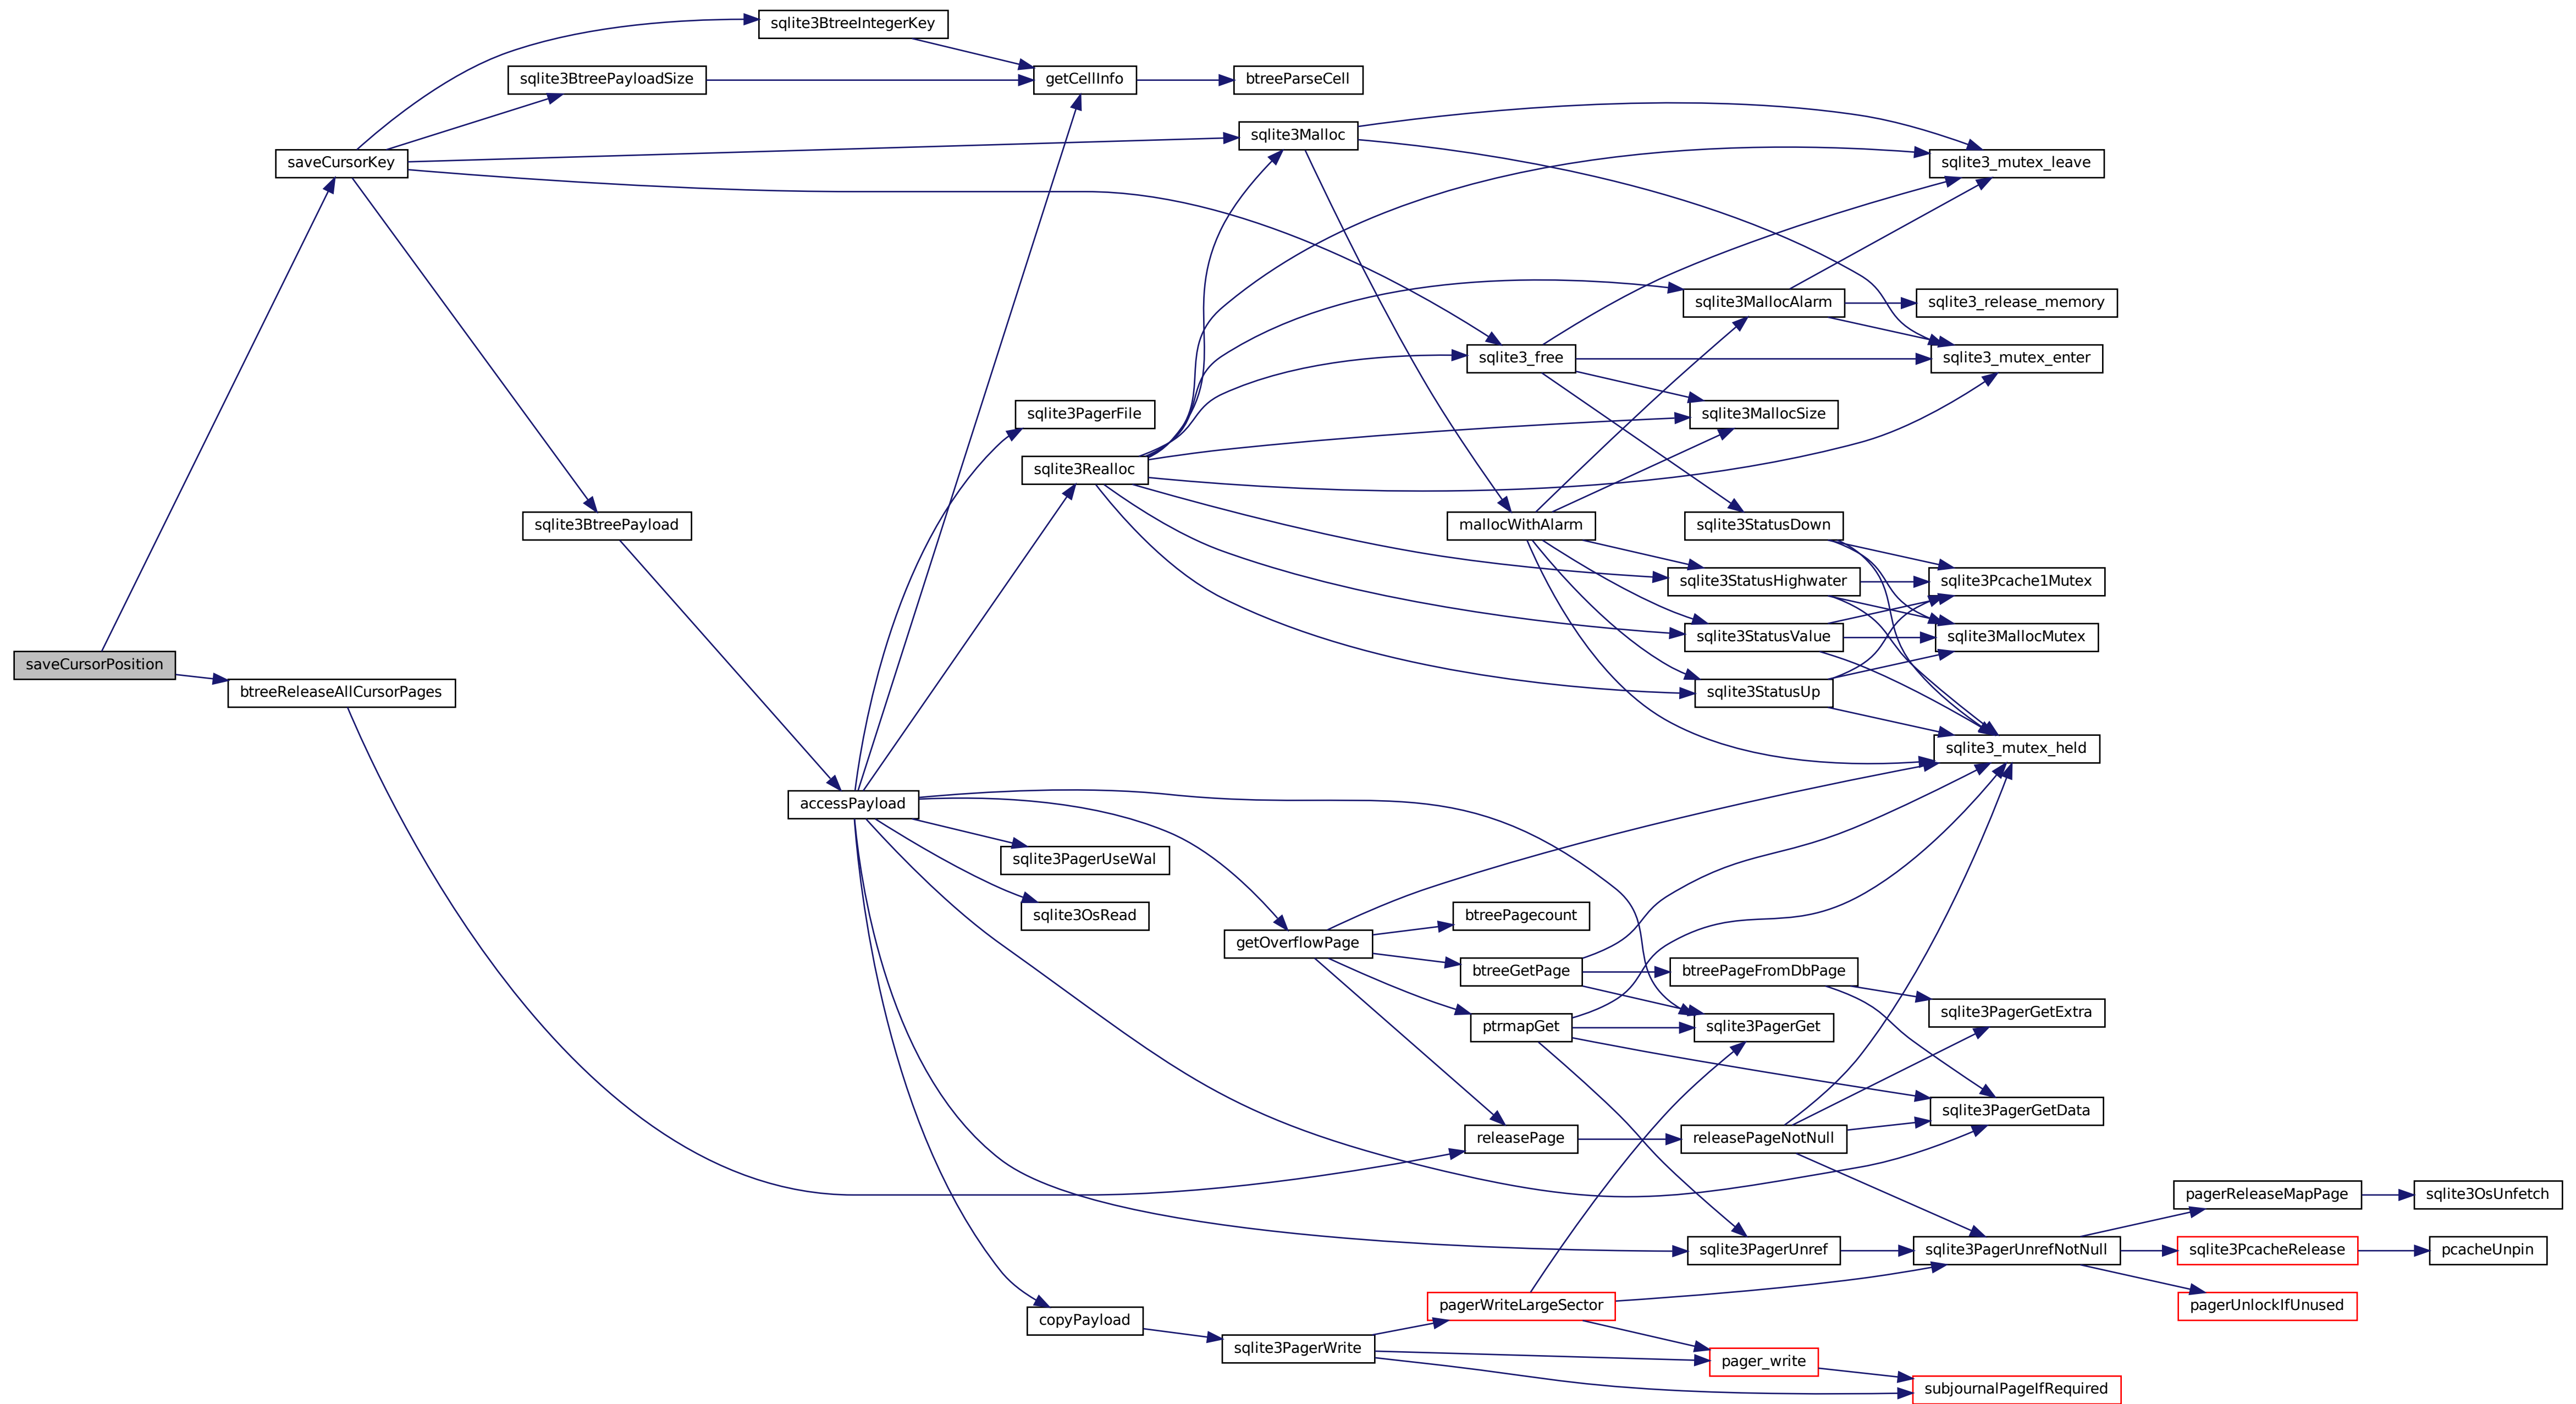 sqlite3BtreeIntegerKey
sqlite3BtreePayloadSize
getCellInfo
btreeParseCell
sqlite3Malloc
saveCursorKey
sqlite3_mutex_leave
sqlite3MallocAlarm
sqlite3_release_memory
sqlite3_free
sqlite3_mutex_enter
sqlite3PagerFile
sqlite3MallocSize
sqlite3Realloc
sqlite3BtreePayload
mallocWithAlarm
sqlite3StatusDown
sqlite3StatusHighwater
sqlite3Pcache1Mutex
sqlite3StatusValue
sqlite3MallocMutex
saveCursorPosition
btreeReleaseAllCursorPages
sqlite3StatusUp
sqlite3_mutex_held
accessPayload
sqlite3PagerUseWal
sqlite3OsRead
btreePagecount
getOverflowPage
btreeGetPage
btreePageFromDbPage
sqlite3PagerGetExtra
ptrmapGet
sqlite3PagerGet
sqlite3PagerGetData
releasePage
releasePageNotNull
pagerReleaseMapPage
sqlite3OsUnfetch
sqlite3PagerUnref
sqlite3PagerUnrefNotNull
sqlite3PcacheRelease
pcacheUnpin
pagerWriteLargeSector
pagerUnlockIfUnused
copyPayload
sqlite3PagerWrite
pager_write
subjournalPageIfRequired